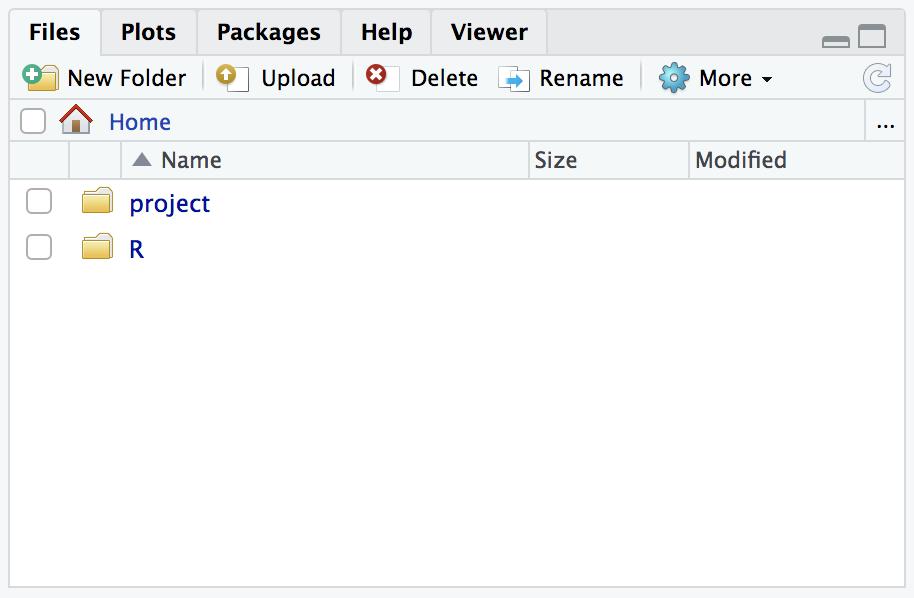 Files Plots Packages Help Viewer
New Folder Upload Delete Rename More
Home ...
Name Size Modified
project
R